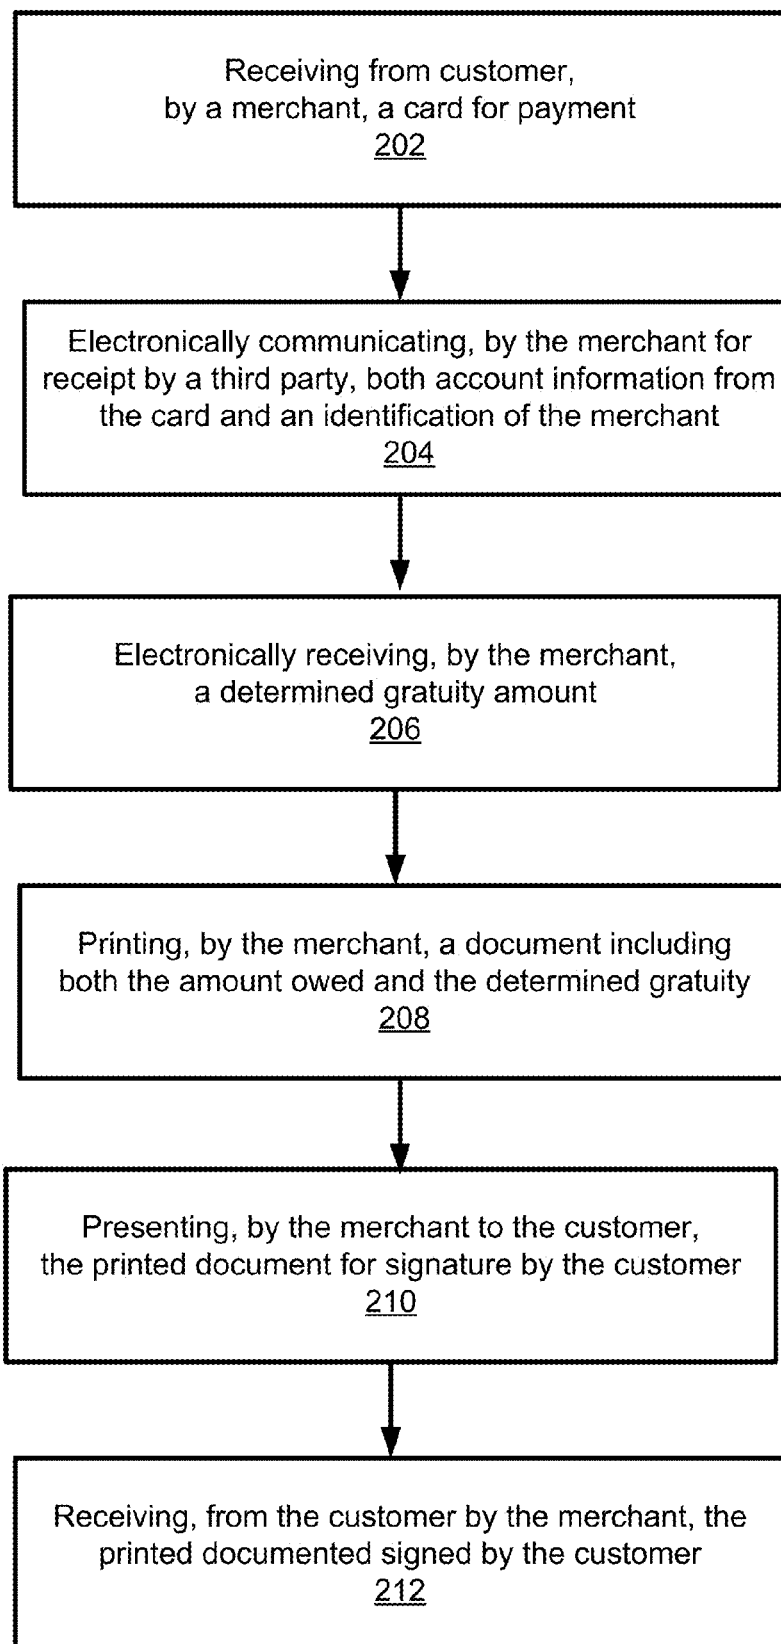 Receiving from customer,
by a merchant, a card for payment
202
Electronically communicating, by the merchant for
receipt by a third party, both account information from
the card and an identification of the merchant
204
Electronically receiving, by the merchant,
a determined gratuity amount
206
Printing, by the merchant, a document including
both the amount owed and the determined gratuity
208
Presenting, by the merchant to the customer,
the printed document for signature by the customer
210
Receiving, from the customer by the merchant, the
printed documented signed by the customer
212